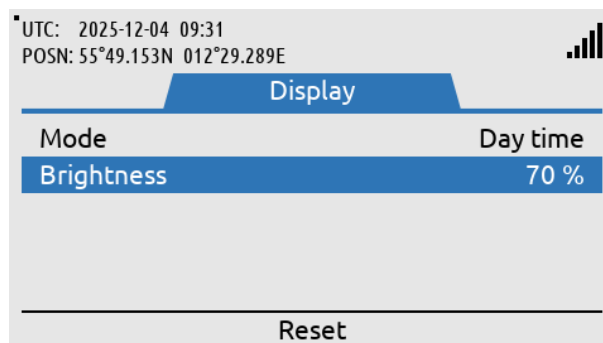 UTC: 2025-12-04 09:31
POSN: 55°49.153N 012°29.289E
Display
Mode Day time
Brightness 70 %
Reset